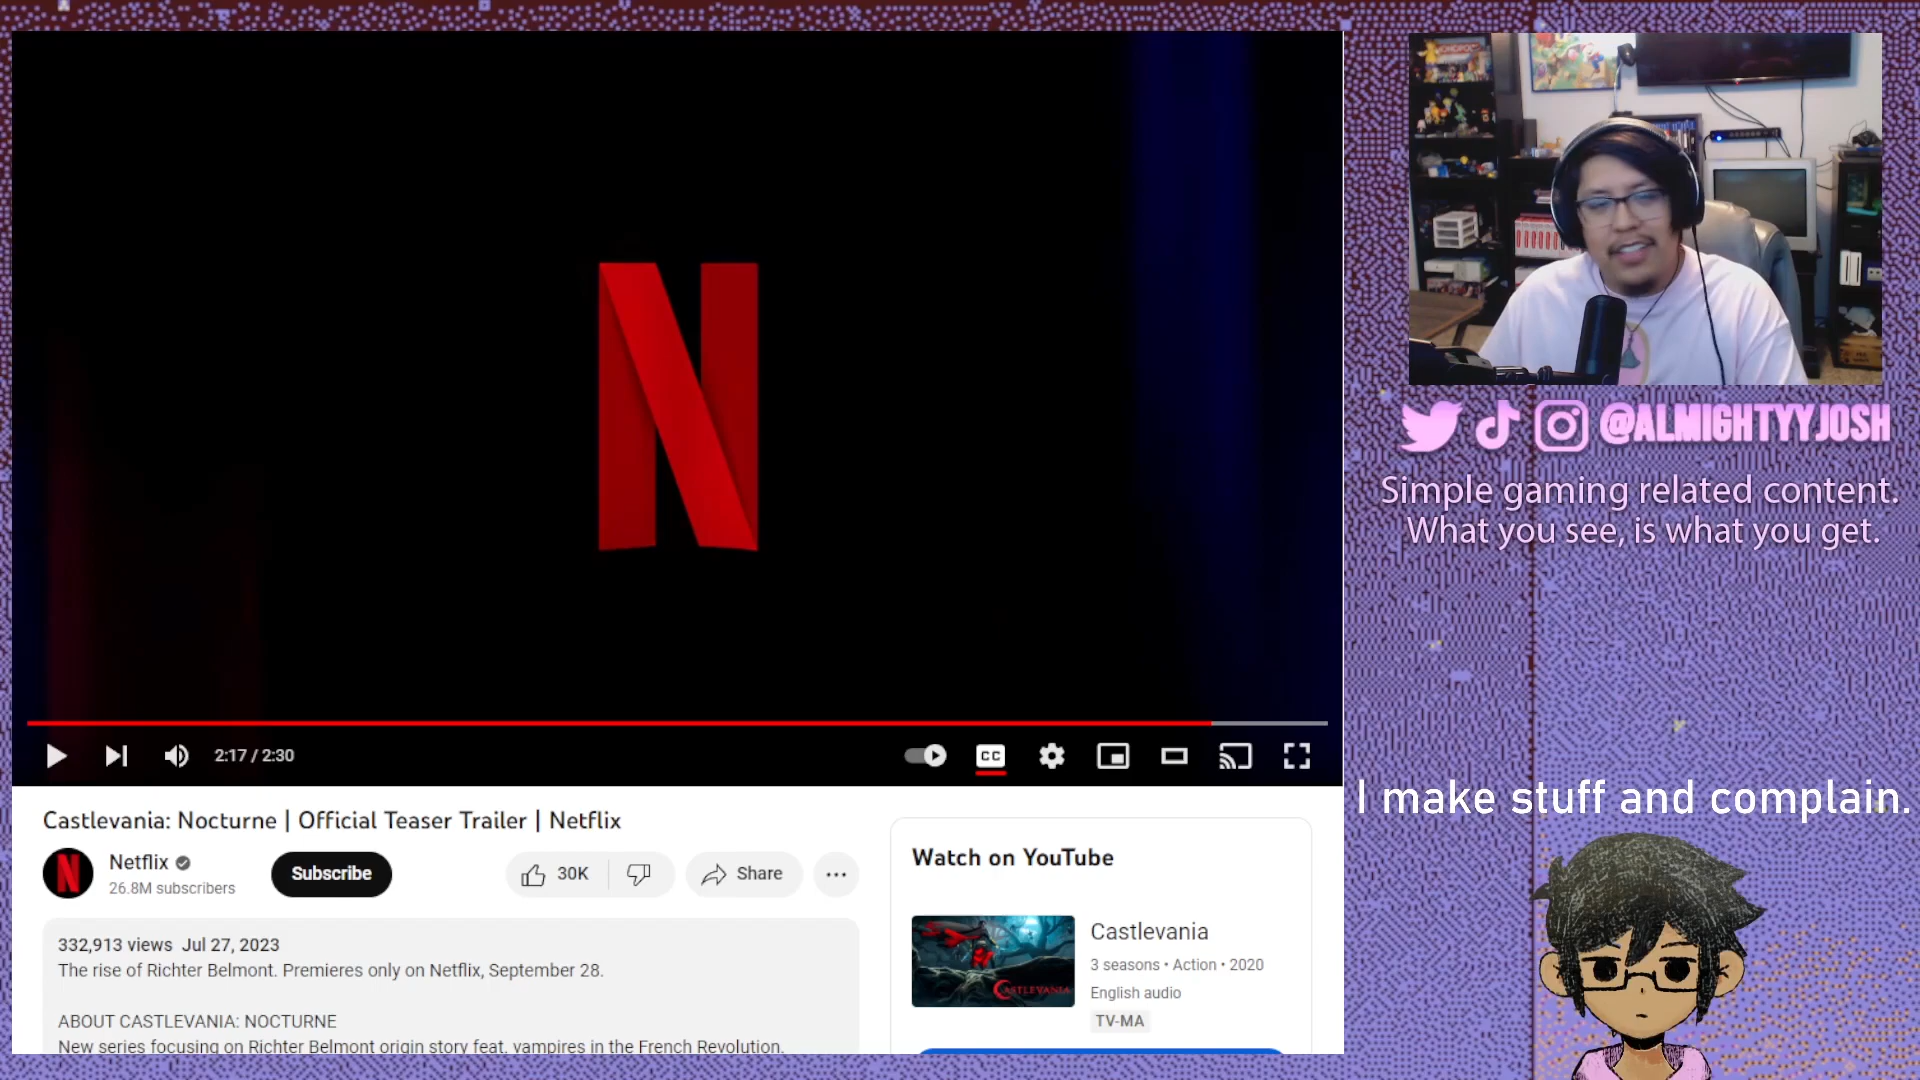 2:17 / 2:30
CC
Castlevania: Nocturne | Official Teaser Trailer | Netflix
Netflix
26.8M subscribers
Subscribe
30K
Share
332,913 views Jul 27, 2023
The rise of Richter Belmont. Premieres only on Netflix, September 28.
ABOUT CASTLEVANIA: NOCTURNE
New series focusing on Richter Belmont origin story feat. vampires in the French Revolution.
Watch on YouTube
CASTLEVANIA
Castlevania
3 seasons • Action • 2020
English audio
TV-MA
MONOPOLY
@ALMIGHTYYJOSH
Simple gaming related content.
What you see, is what you get.
I make stuff and complain.